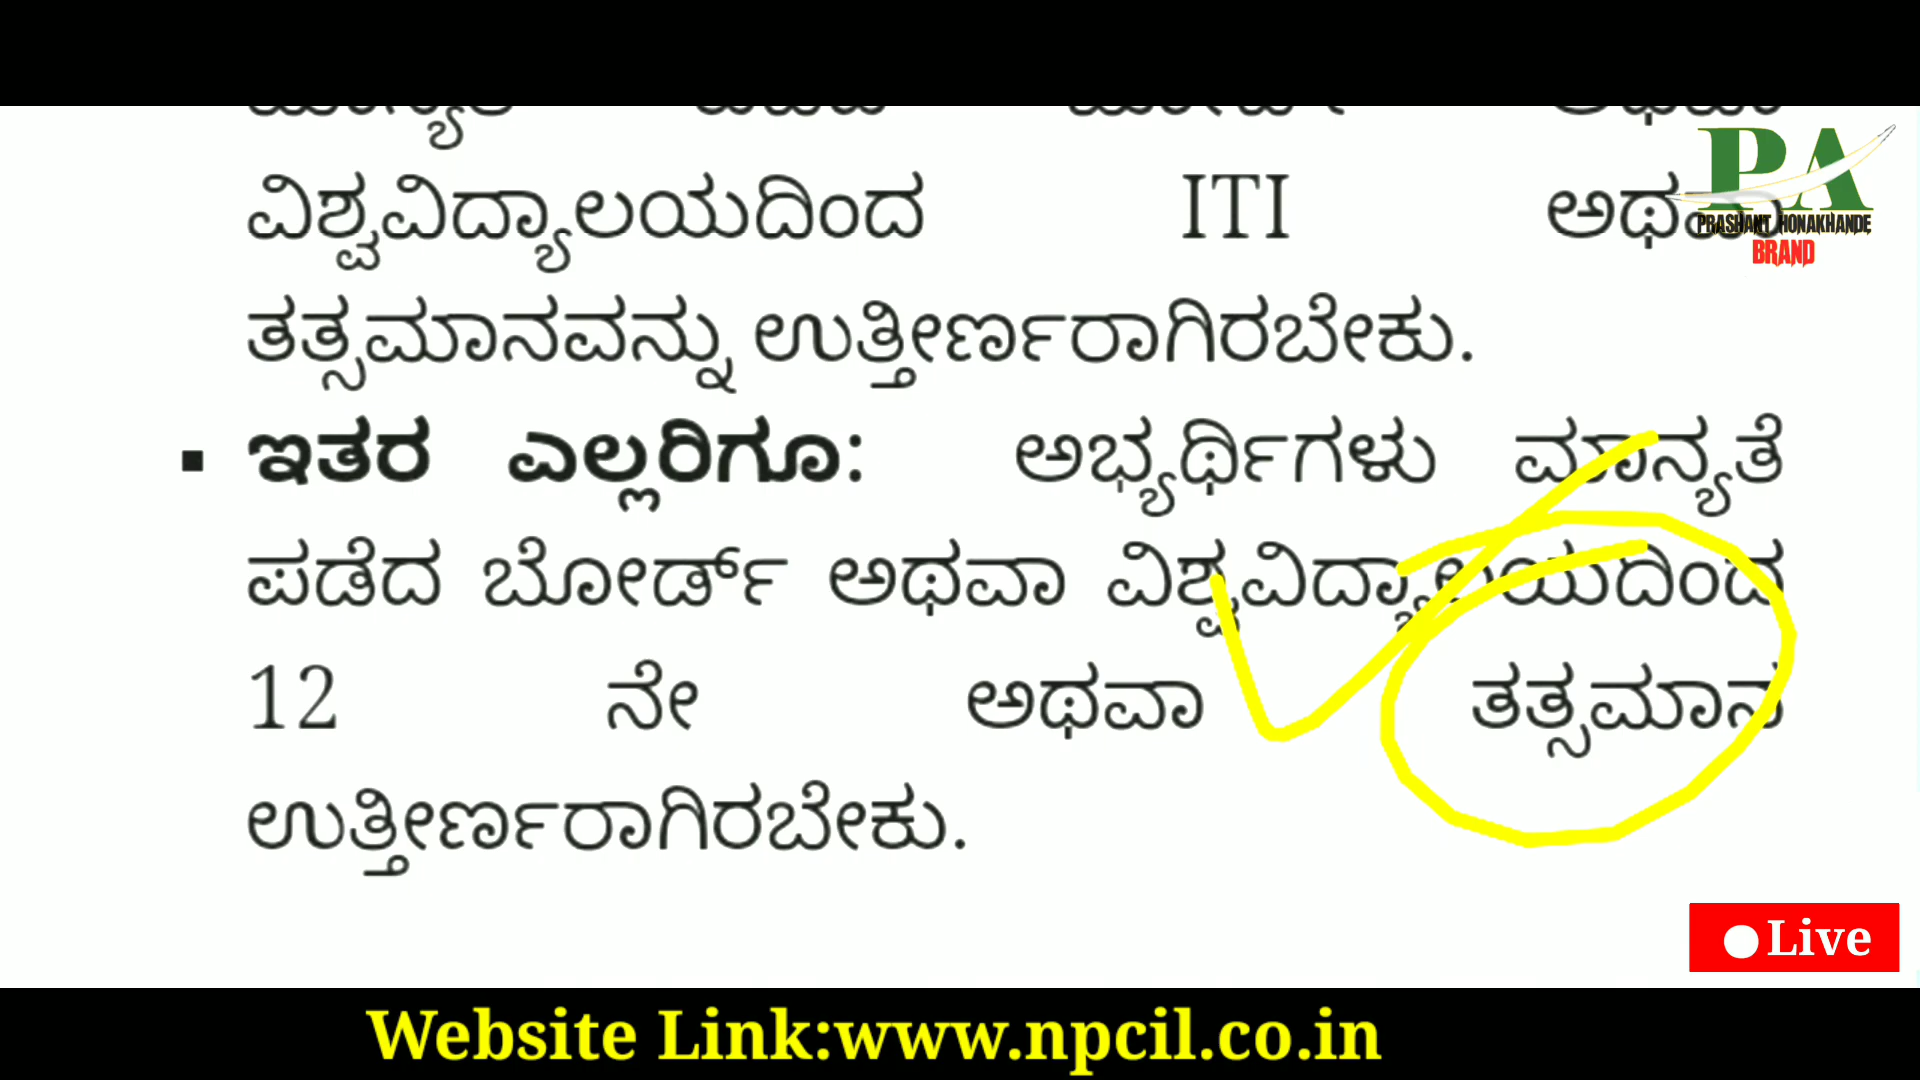 ವಿಶ್ವವಿದ್ಯಾಲಯದಿಂದ ITI ಅಥವಾ
PA
PRASHANT HONAKHANDE
BRAND
ತತ್ಸಮಾನವನ್ನು ಉತ್ತೀರ್ಣರಾಗಿರಬೇಕು.
▪ ಇತರ ಎಲ್ಲರಿಗೂ: ಅಭ್ಯರ್ಥಿಗಳು ಮಾನ್ಯತೆ
ಪಡೆದ ಬೋರ್ಡ್ ಅಥವಾ ವಿಶ್ವವಿದ್ಯಾಲಯದಿಂದ
12 ನೇ ಅಥವಾ ತತ್ಸಮಾನ
ಉತ್ತೀರ್ಣರಾಗಿರಬೇಕು.
Live
Website Link:www.npcil.co.in